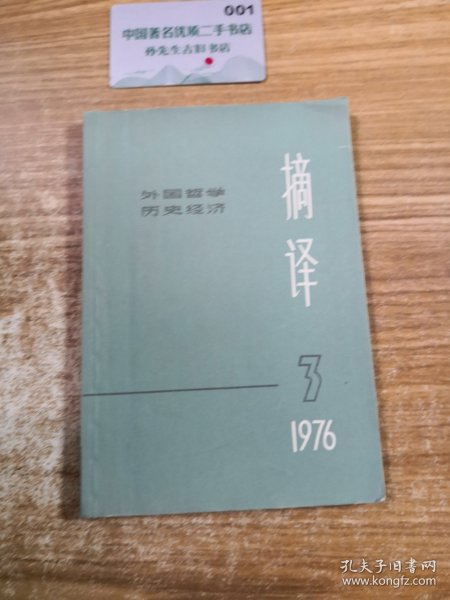 001
中国著名优质二手书店
孙先生古旧书店
外国哲学
历史经济
摘译
3
1976
孔夫子旧书网
www.kongfz.com